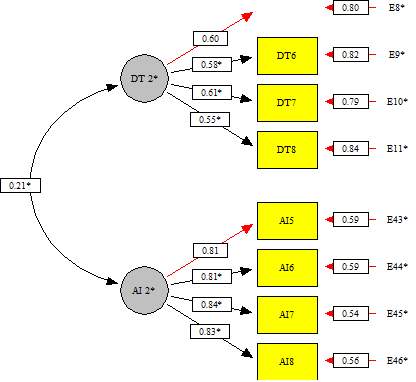 0.80 E8*
0.60
0.58* DT6 0.82 E9*
DT 2*
0.61* DT7 0.79 E10*
0.55*
DT8 0.84 E11*
0.21*
AI5 0.59 E43*
0.81
AI6 0.59 E44*
0.81*
AI 2*
0.84* AI7 0.54 E45*
0.83*
AI8 0.56 E46*